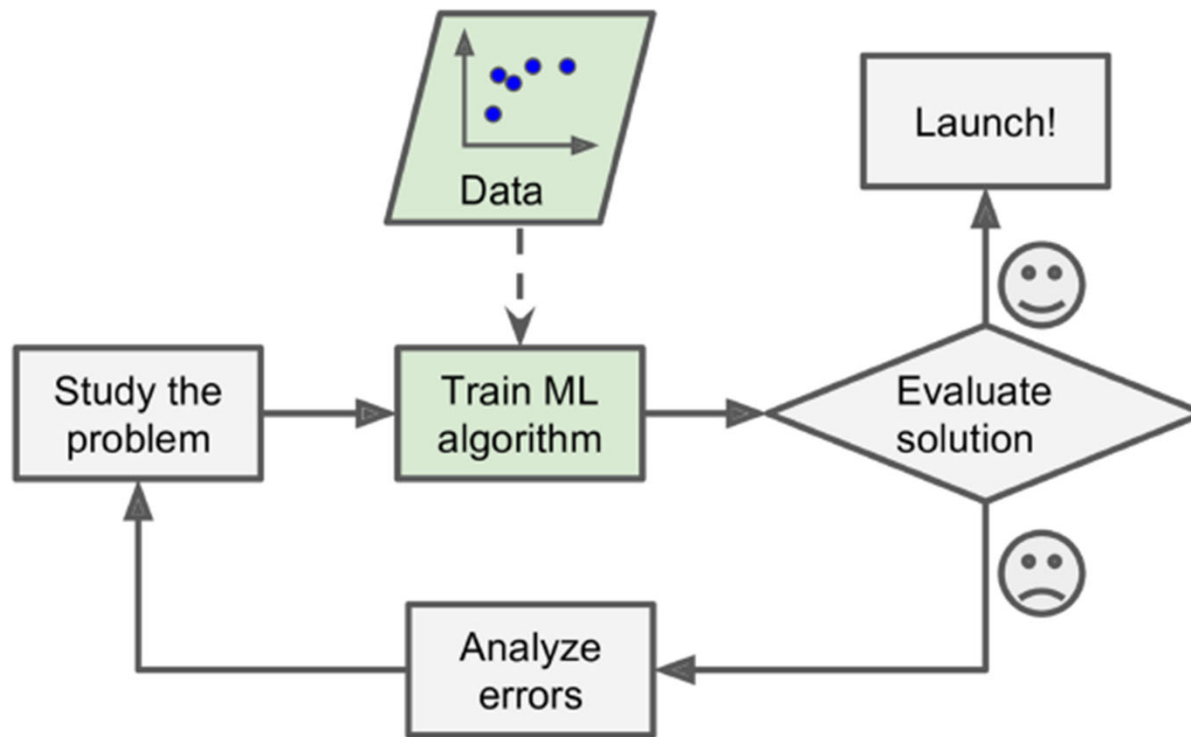 Data
Launch!
Study the
problem
Train ML
algorithm
Evaluate
solution
Analyze
errors